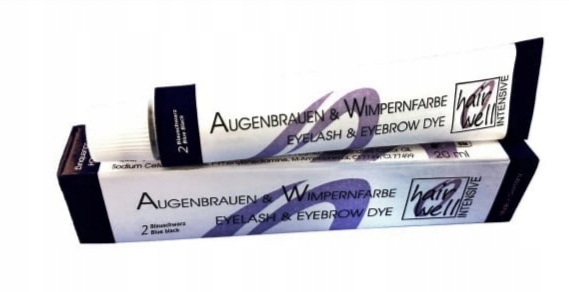 2 Blauschwarz
Blue black
AUGENBRAUEN & WIMPERNFARBE
EYELASH & EYEBROW DYE
hair
well
INTENSIVE
20 ml
AUGENBRAUEN & WIMPERNFARBE
EYELASH & EYEBROW DYE
2 Blauschwarz
Blue black
hair
well
INTENSIVE